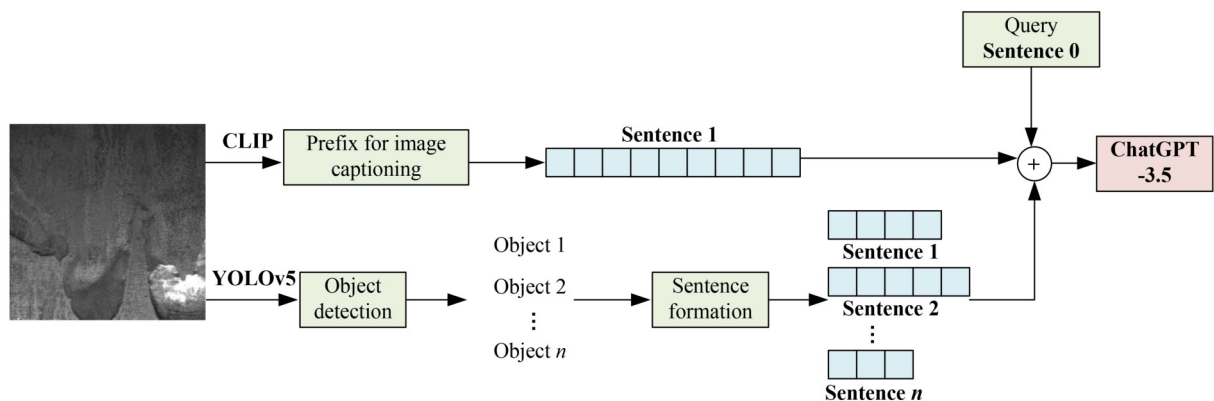 Query
Sentence 0
CLIP
Prefix for image
captioning
Sentence 1
+
ChatGPT
-3.5
YOLOv5
Object
detection
Object 1
Object 2
⋮
Object n
Sentence
formation
Sentence 1
Sentence 2
⋮
Sentence n